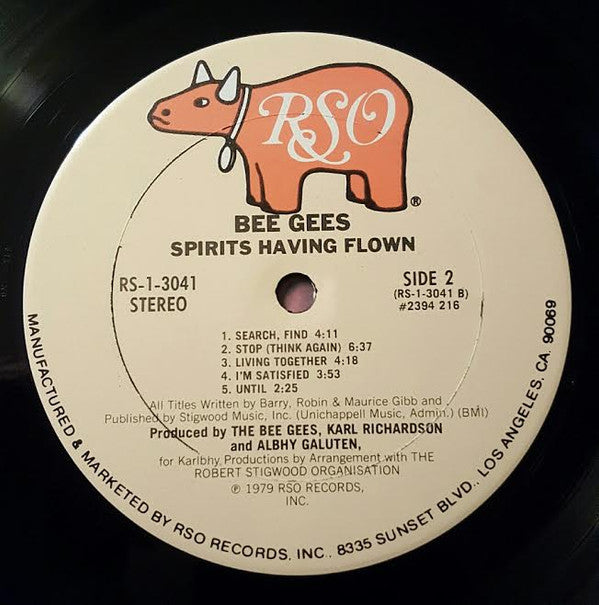 RSO
®
BEE GEES
SPIRITS HAVING FLOWN
RS-1-3041
STEREO
SIDE 2
(RS-1-3041 B)
#2394 216
1. SEARCH, FIND 4:11
2. STOP (THINK AGAIN) 6:37
3. LIVING TOGETHER 4:18
4. I'M SATISFIED 3:53
5. UNTIL 2:25
All Titles Written by Barry, Robin & Maurice Gibb and
Published by Stigwood Music, Inc. (Unichappell Music, Admin.) (BMI)
Produced by THE BEE GEES, KARL RICHARDSON
and ALBHY GALUTEN,
for Karlbhy Productions by Arrangement with THE
ROBERT STIGWOOD ORGANISATION
℗ 1979 RSO RECORDS,
INC.
MANUFACTURED & MARKETED BY RSO RECORDS, INC., 8335 SUNSET BLVD., LOS ANGELES, CA. 90069